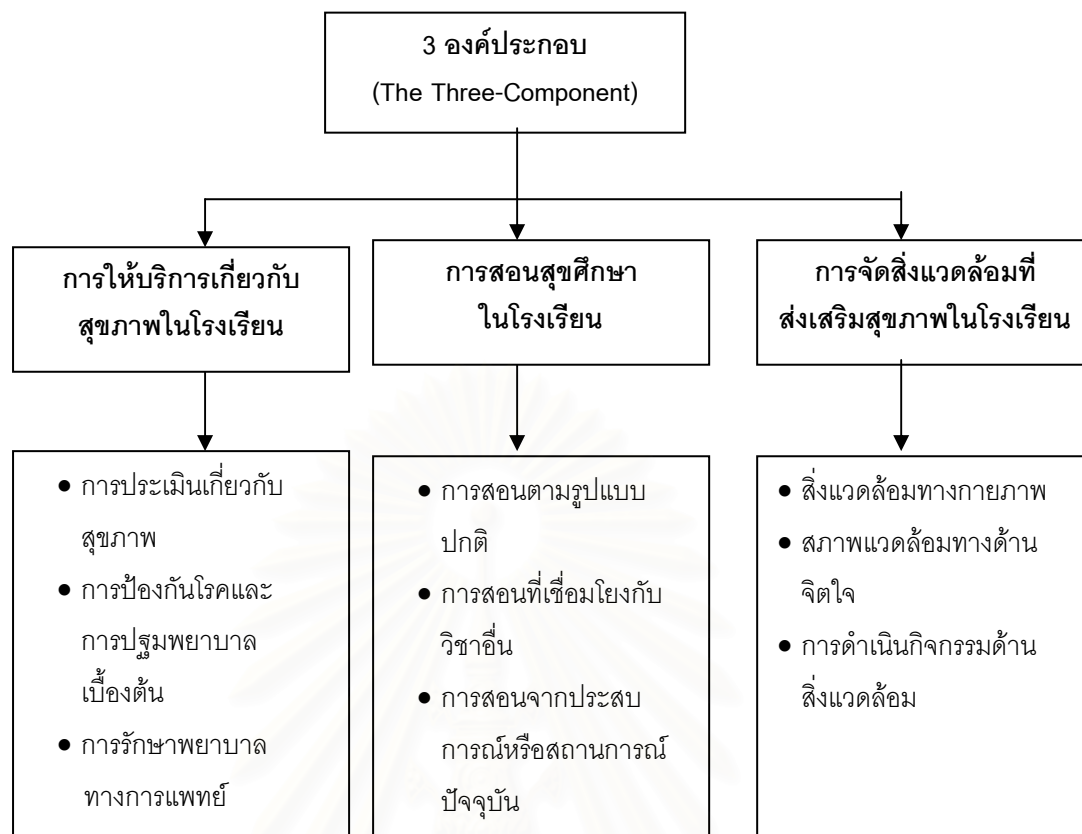 3 องค์ประกอบ
(The Three-Component)
การให้บริการเกี่ยวกับ
สุขภาพในโรงเรียน
การสอนสุขศึกษา
ในโรงเรียน
การจัดสิ่งแวดล้อมที่
ส่งเสริมสุขภาพในโรงเรียน
• การประเมินเกี่ยวกับ
สุขภาพ
• การป้องกันโรคและ
การปฐมพยาบาล
เบื้องต้น
• การรักษาพยาบาล
ทางการแพทย์
• การสอนตามรูปแบบ
ปกติ
• การสอนที่เชื่อมโยงกับ
วิชาอื่น
• การสอนจากประสบ
การณ์หรือสถานการณ์
ปัจจุบัน
• สิ่งแวดล้อมทางกายภาพ
• สภาพแวดล้อมทางด้าน
จิตใจ
• การดำเนินกิจกรรมด้าน
สิ่งแวดล้อม